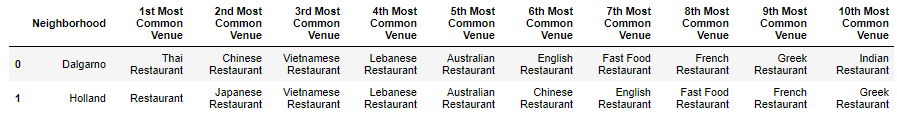 Neighborhood 1st Most Common Venue 2nd Most Common Venue 3rd Most Common Venue 4th Most Common Venue 5th Most Common Venue 6th Most Common Venue 7th Most Common Venue 8th Most Common Venue 9th Most Common Venue 10th Most Common Venue
0 Dalgarno Thai Restaurant Chinese Restaurant Vietnamese Restaurant Lebanese Restaurant Australian Restaurant English Restaurant Fast Food Restaurant French Restaurant Greek Restaurant Indian Restaurant
1 Holland Restaurant Japanese Restaurant Vietnamese Restaurant Lebanese Restaurant Australian Restaurant Chinese Restaurant English Restaurant Fast Food Restaurant French Restaurant Greek Restaurant